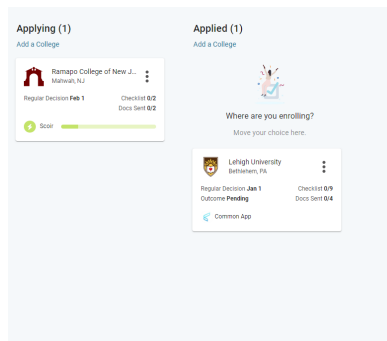 Applying (1)
Add a College
Ramapo College of New J...
Mahwah, NJ
Regular Decision Feb 1
Checklist 0/2
Docs Sent 0/2
Scoir
Applied (1)
Add a College
Where are you enrolling?
Move your choice here.
Lehigh University
Bethlehem, PA
Regular Decision Jan 1
Checklist 0/9
Outcome Pending
Docs Sent 0/4
Common App